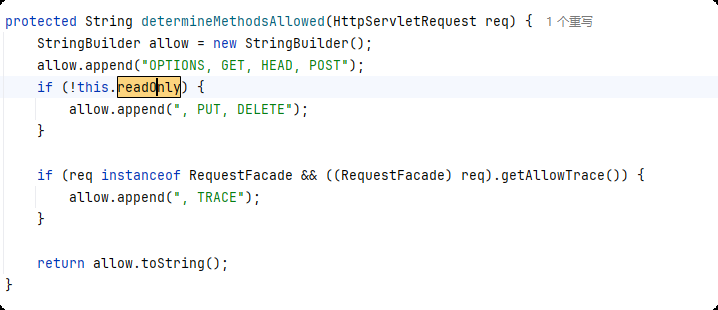 protected String determineMethodsAllowed(HttpServletRequest req) { 1 个重写
    StringBuilder allow = new StringBuilder();
    allow.append("OPTIONS, GET, HEAD, POST");
    if (!this.readOnly) {
        allow.append(", PUT, DELETE");
    }
    if (req instanceof RequestFacade && ((RequestFacade) req).getAllowTrace()) {
        allow.append(", TRACE");
    }
    return allow.toString();
}